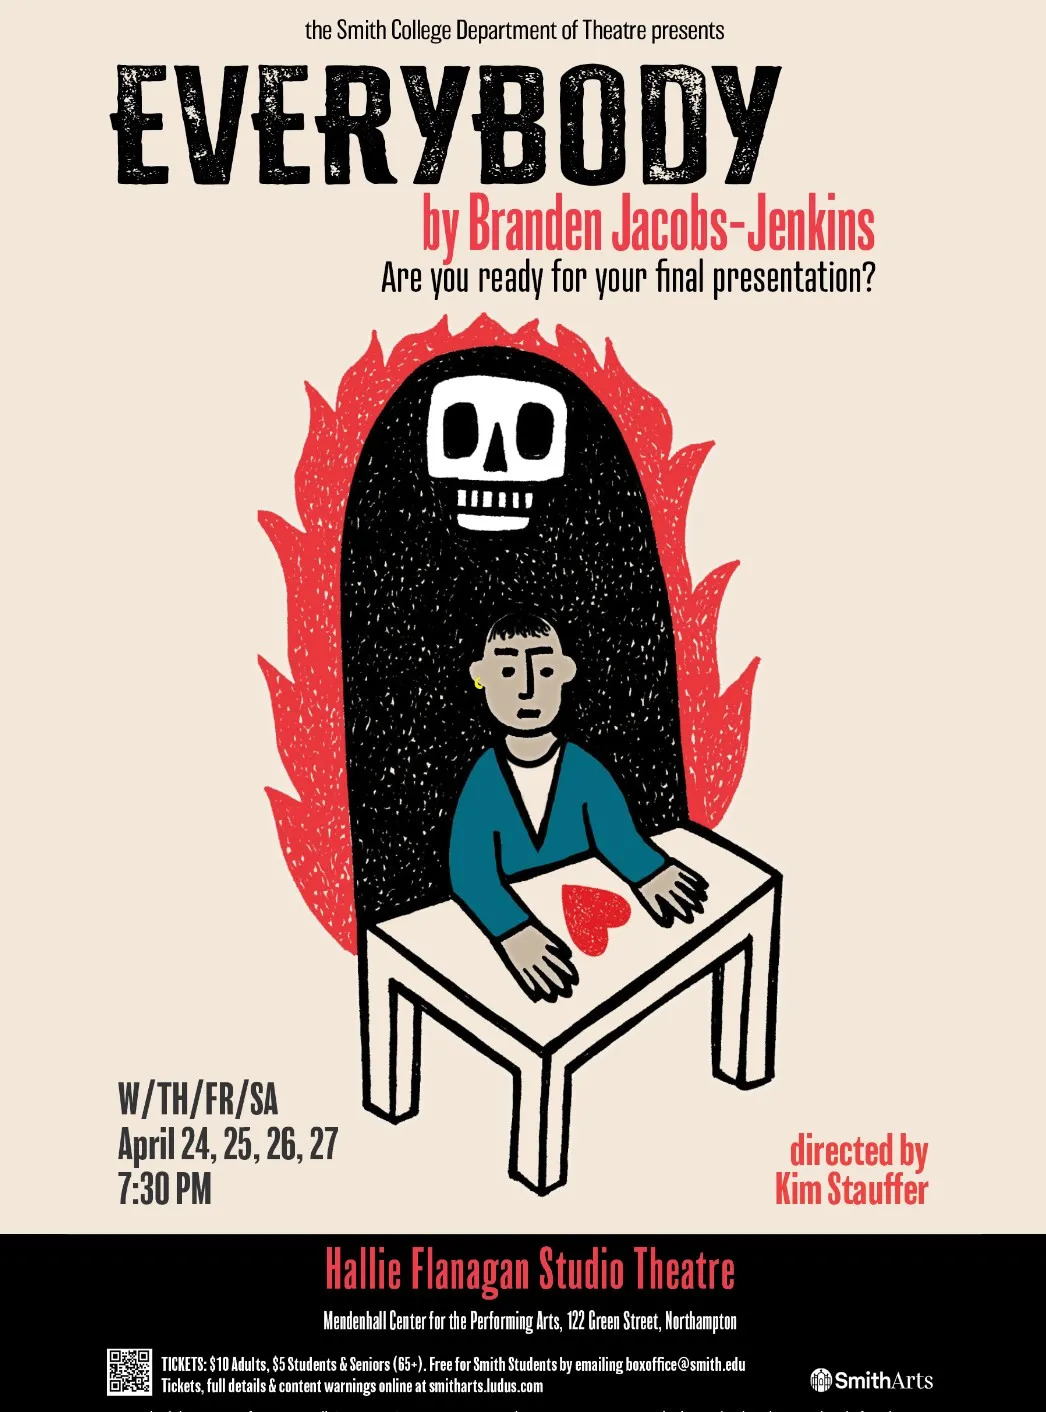 the Smith College Department of Theatre presents
EVERYBODY
by Branden Jacobs-Jenkins
Are you ready for your final presentation?
W/TH/FR/SA
April 24, 25, 26, 27
7:30 PM
directed by
Kim Stauffer
Hallie Flanagan Studio Theatre
Mendenhall Center for the Performing Arts, 122 Green Street, Northampton
TICKETS: $10 Adults, $5 Students & Seniors (65+). Free for Smith Students by emailing boxoffice@smith.edu
Tickets, full details & content warnings online at smitharts.ludus.com
SmithArts